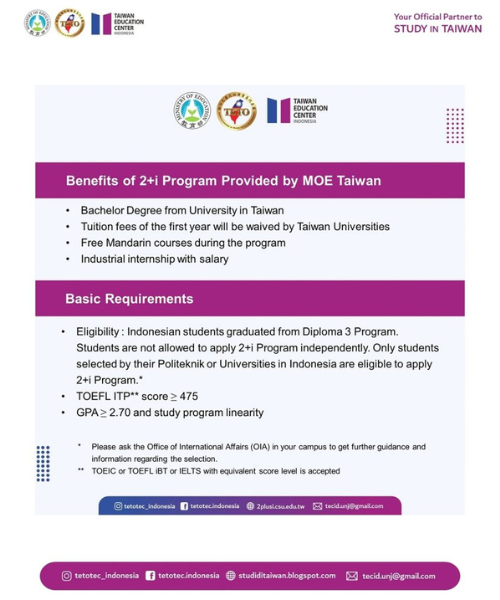 TAIWAN
EDUCATION
CENTER
INDONESIA
Your Official Partner to
STUDY IN TAIWAN
MINISTRY OF EDUCATION
教育部
TETO
TAIWAN
EDUCATION
CENTER
INDONESIA
Benefits of 2+i Program Provided by MOE Taiwan
• Bachelor Degree from University in Taiwan
• Tuition fees of the first year will be waived by Taiwan Universities
• Free Mandarin courses during the program
• Industrial internship with salary
Basic Requirements
• Eligibility : Indonesian students graduated from Diploma 3 Program.
Students are not allowed to apply 2+i Program independently. Only students
selected by their Politeknik or Universities in Indonesia are eligible to apply
2+i Program.*
• TOEFL ITP** score ≥ 475
• GPA ≥ 2.70 and study program linearity
* Please ask the Office of International Affairs (OIA) in your campus to get further guidance and
information regarding the selection.
** TOEIC or TOEFL iBT or IELTS with equivalent score level is accepted
tetotec_indonesia tetotec.indonesia 2plusi.csu.edu.tw tecid.unj@gmail.com
tetotec_indonesia tetotec.indonesia studiditaiwan.blogspot.com tecid.unj@gmail.com